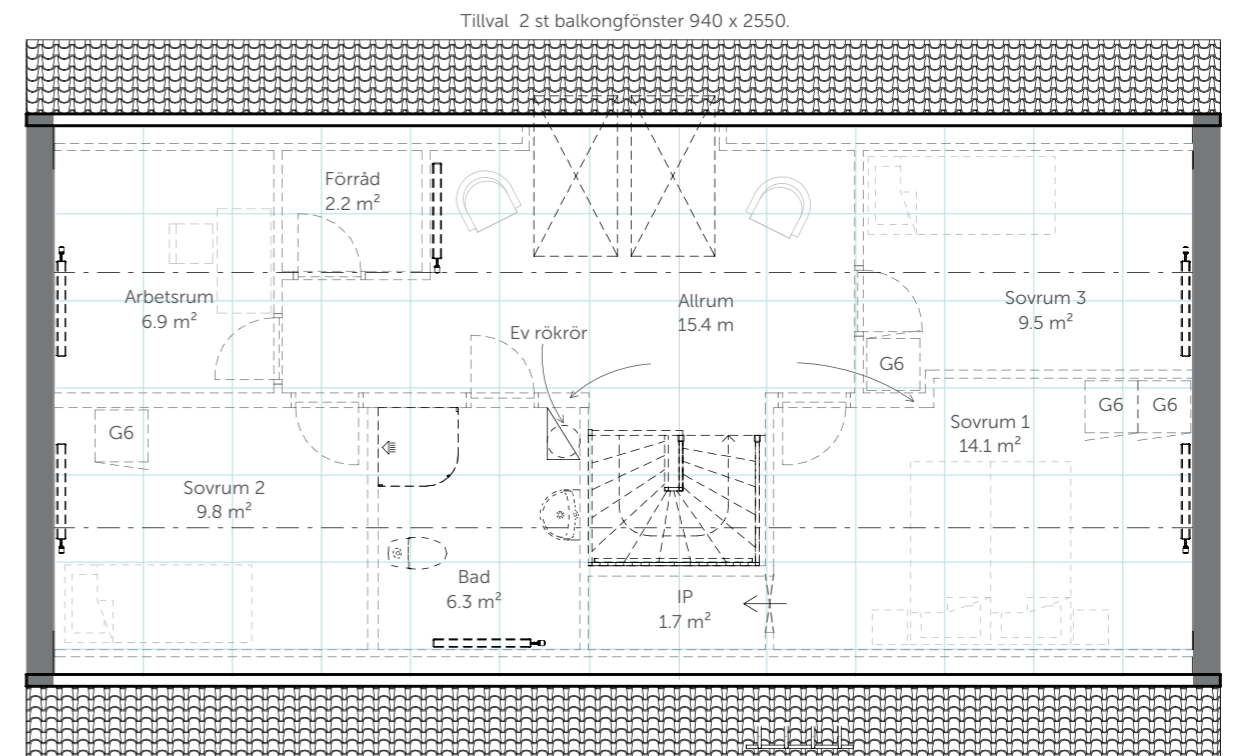 Tillval 2 st balkongfönster 940 x 2550.
Förråd
2.2 m²
Arbetsrum
6.9 m²
Allrum
15.4 m
Sovrum 3
9.5 m²
Ev rökrör
G6
G6
G6 G6
Sovrum 1
14.1 m²
Sovrum 2
9.8 m²
Bad
6.3 m²
IP
1.7 m²